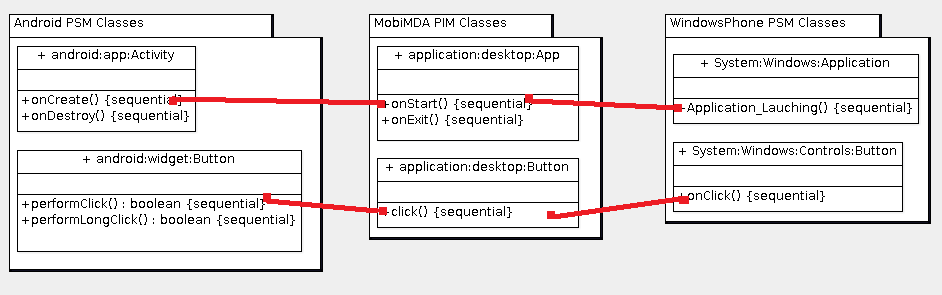 Android PSM Classes
+ android:app:Activity
+onCreate() {sequential}
+onDestroy() {sequential}
+ android:widget:Button
+performClick() : boolean {sequential}
+performLongClick() : boolean {sequential}
MobiMDA PIM Classes
+ application:desktop:App
+onStart() {sequential}
+onExit() {sequential}
+ application:desktop:Button
+click() {sequential}
WindowsPhone PSM Classes
+ System:Windows:Application
+Application_Lauching() {sequential}
+ System:Windows:Controls:Button
+onClick() {sequential}